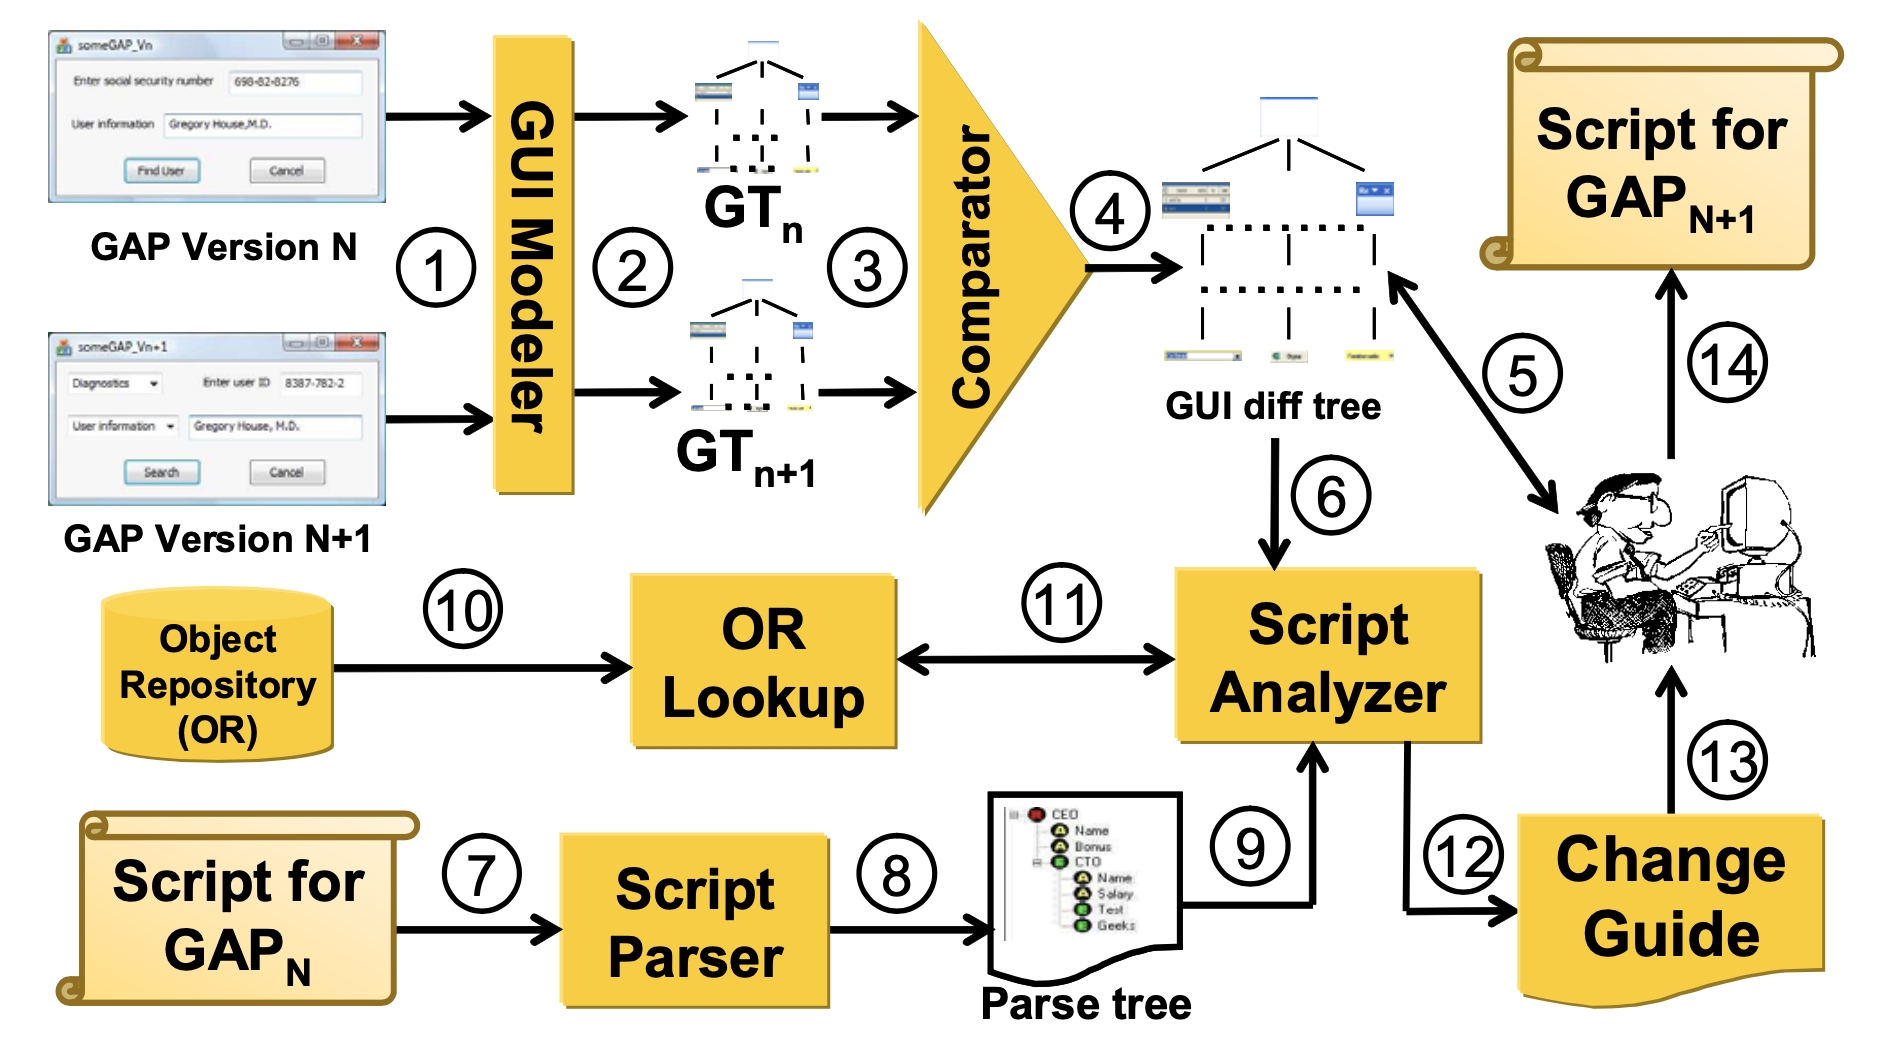 someGAP_Vn
Enter social security number 698-82-8276
User information Gregory House,M.D.
Find User Cancel
GAP Version N
1
GUI Modeler
2
GTn
3
Comparator
4
GUI diff tree
5
6
Script for
GAPN+1
14
someGAP_Vn+1
Diagnostics Enter user ID 8387-782-2
User information Gregory House, M.D.
Search Cancel
GAP Version N+1
GTn+1
Object
Repository
(OR)
10
OR
Lookup
11
Script
Analyzer
13
Script for
GAPN
7
Script
Parser
8
CEO
Name
Bonus
CTO
Name
Salary
Test
Geeks
Parse tree
9
12
Change
Guide